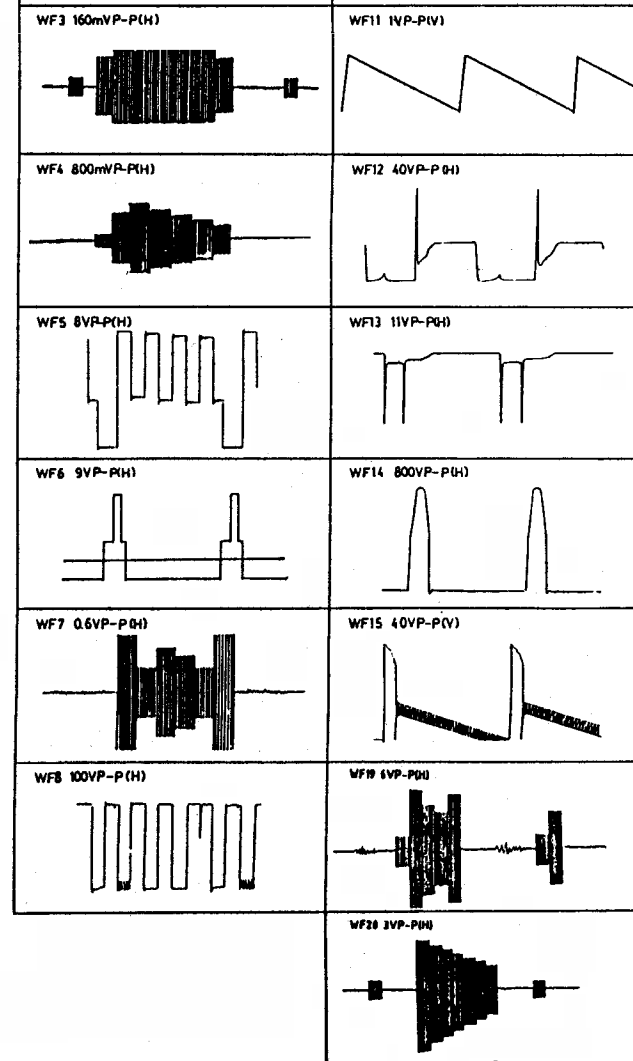 WF3 160mVP-P(H)
WF11 1VP-P(V)
WF4 800mVP-P(H)
WF12 40VP-P(H)
WF5 8VP-P(H)
WF13 11VP-P(H)
WF6 9VP-P(H)
WF14 800VP-P(H)
WF7 0.6VP-P(H)
WF15 40VP-P(V)
WF8 100VP-P(H)
WF19 6VP-P(H)
WF20 3VP-P(H)